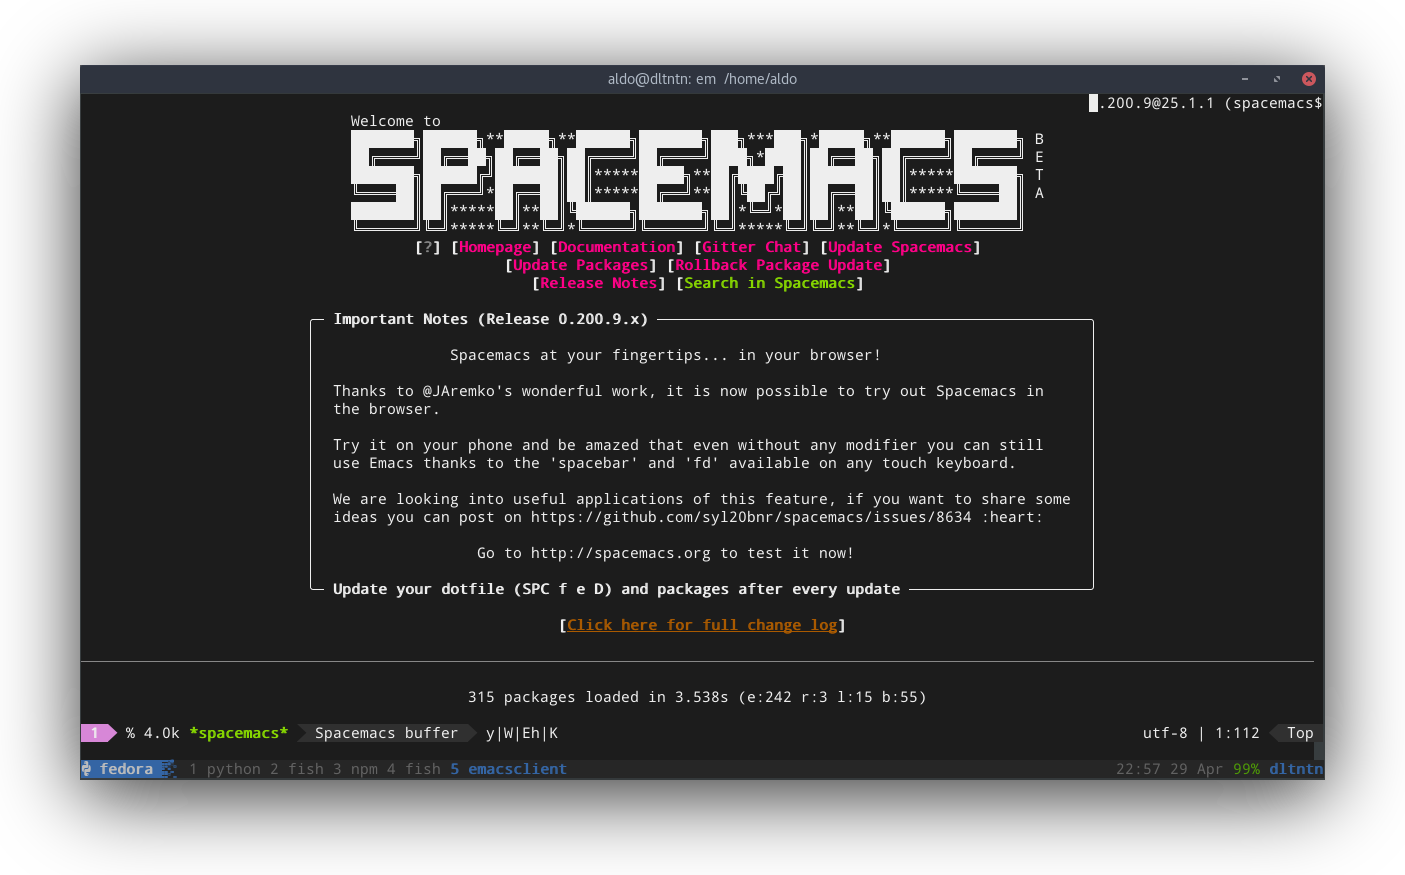 aldo@dltntn: em  /home/aldo
.200.9@25.1.1 (spacemacs$
Welcome to
SPACEMACS
BETA
[?] [Homepage] [Documentation] [Gitter Chat] [Update Spacemacs]
[Update Packages] [Rollback Package Update]
[Release Notes] [Search in Spacemacs]
Important Notes (Release 0.200.9.x)
Spacemacs at your fingertips... in your browser!
Thanks to @JAremko's wonderful work, it is now possible to try out Spacemacs in
the browser.
Try it on your phone and be amazed that even without any modifier you can still
use Emacs thanks to the 'spacebar' and 'fd' available on any touch keyboard.
We are looking into useful applications of this feature, if you want to share some
ideas you can post on https://github.com/syl20bnr/spacemacs/issues/8634 :heart:
Go to http://spacemacs.org to test it now!
Update your dotfile (SPC f e D) and packages after every update
[Click here for full change log]
315 packages loaded in 3.538s (e:242 r:3 l:15 b:55)
1 % 4.0k *spacemacs* Spacemacs buffer y|W|Eh|K utf-8 | 1:112 Top
fedora 1 python 2 fish 3 npm 4 fish 5 emacsclient 22:57 29 Apr 99% dltntn